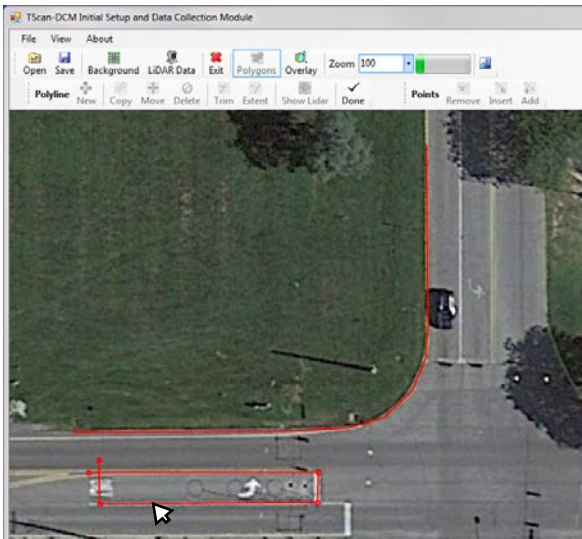 TScan-DCM Initial Setup and Data Collection Module
File View About
Open Save Background LiDAR Data Exit Polygons Overlay Zoom 100
Polyline New Copy Move Delete Trim Extent Show Lidar Done Points Remove Insert Add